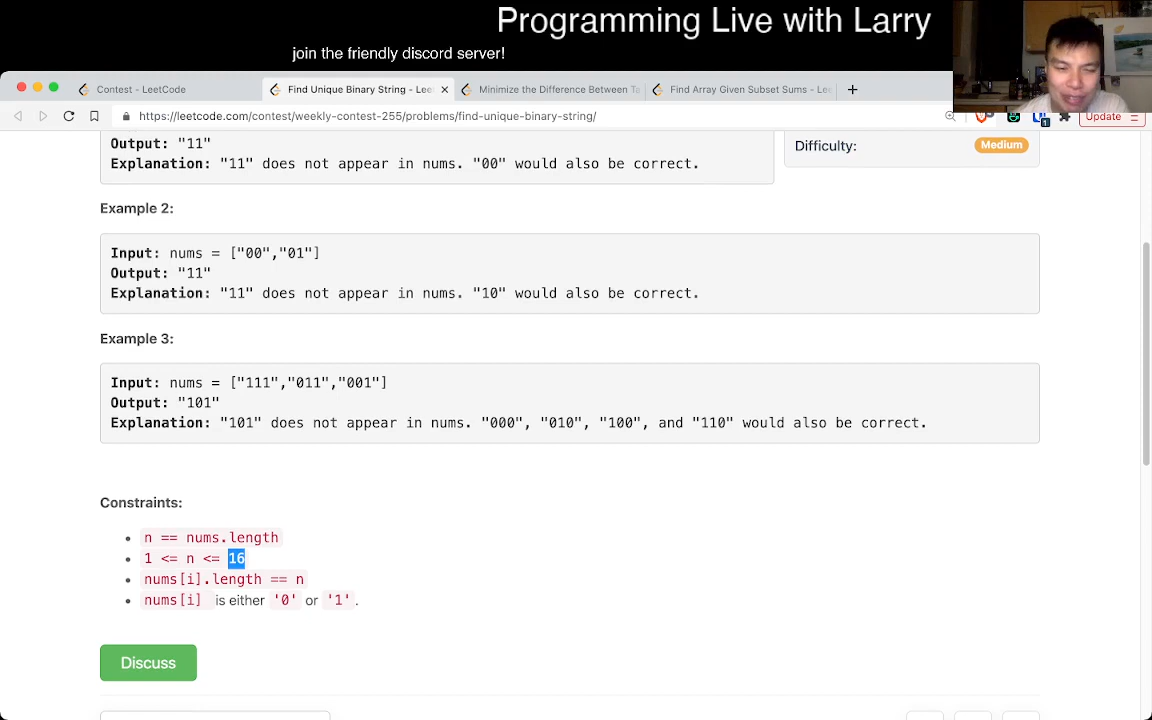 Programming Live with Larry
join the friendly discord server!
Contest - LeetCode
Find Unique Binary String - Lee
Minimize the Difference Between Ta
Find Array Given Subset Sums - Lee
https://leetcode.com/contest/weekly-contest-255/problems/find-unique-binary-string/
Update
Output: "11"
Explanation: "11" does not appear in nums. "00" would also be correct.
Difficulty:
Medium
Example 2:
Input: nums = ["00","01"]
Output: "11"
Explanation: "11" does not appear in nums. "10" would also be correct.
Example 3:
Input: nums = ["111","011","001"]
Output: "101"
Explanation: "101" does not appear in nums. "000", "010", "100", and "110" would also be correct.
Constraints:
n == nums.length
1 <= n <= 16
nums[i].length == n
nums[i] is either '0' or '1'.
Discuss